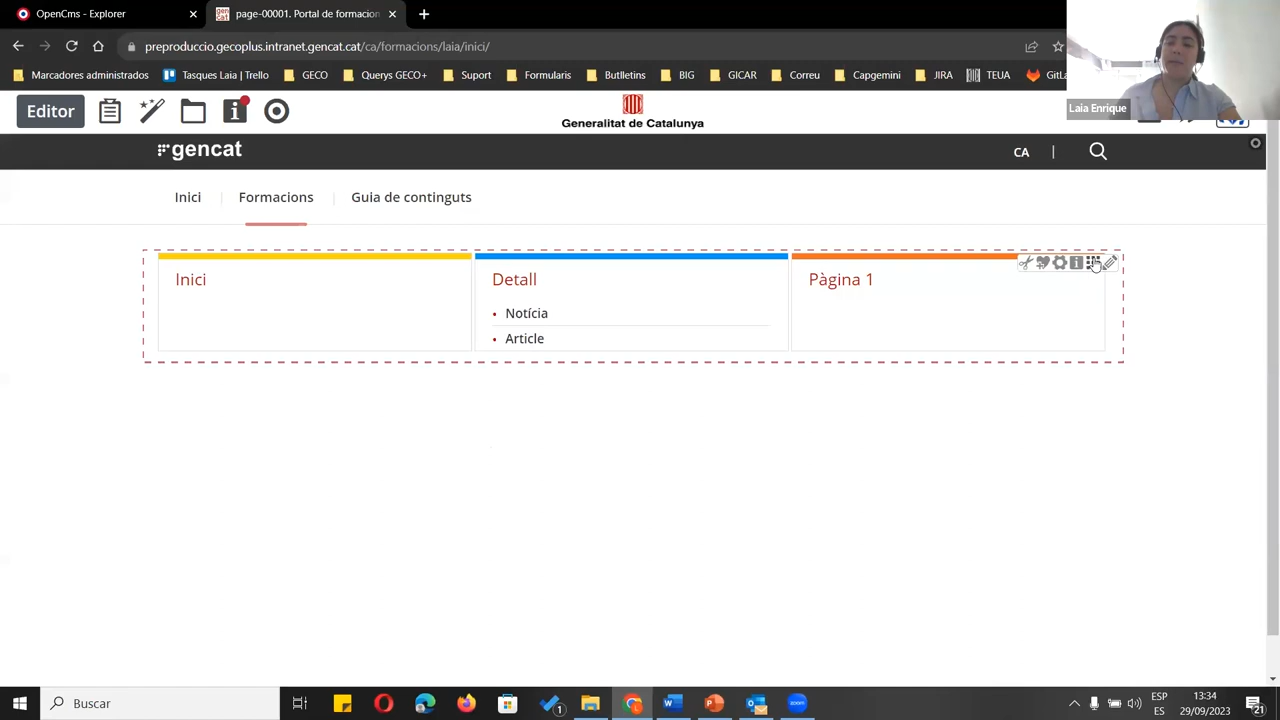 OpenCms - Explorer
page-00001. Portal de formacion
preproduccio.gecoplus.intranet.gencat.cat/ca/formacions/laia/inici/
Marcadores administrados
Tasques Laia | Trello
GECO
Querys SQL
Suport
Formularis
Butlletins
BIG
GICAR
Correu
Capgemini
JIRA
TEUA
Laia Enrique
Editor
Generalitat de Catalunya
gencat
CA
Inici
Formacions
Guia de continguts
Inici
Detall
Pàgina 1
Notícia
Article
Buscar
1
ESP
ES
13:34
29/09/2023
21